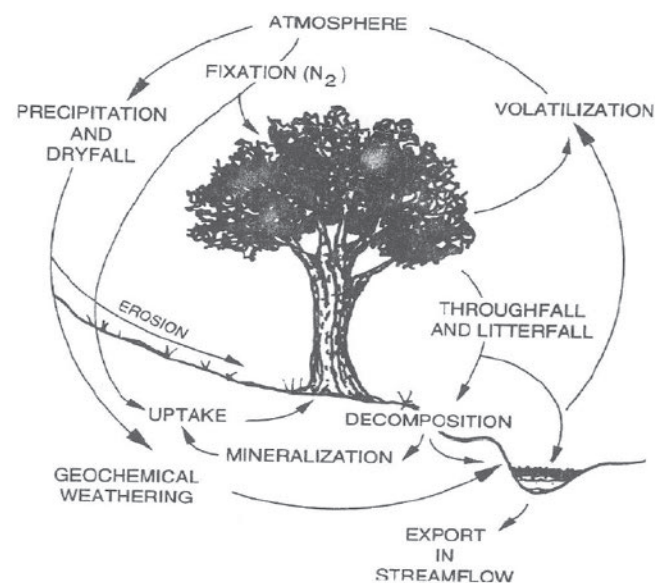 ATMOSPHERE
FIXATION (N₂)
PRECIPITATION
AND
DRYFALL
VOLATILIZATION
EROSION
THROUGHFALL
AND LITTERFALL
UPTAKE
DECOMPOSITION
MINERALIZATION
GEOCHEMICAL
WEATHERING
EXPORT
IN
STREAMFLOW